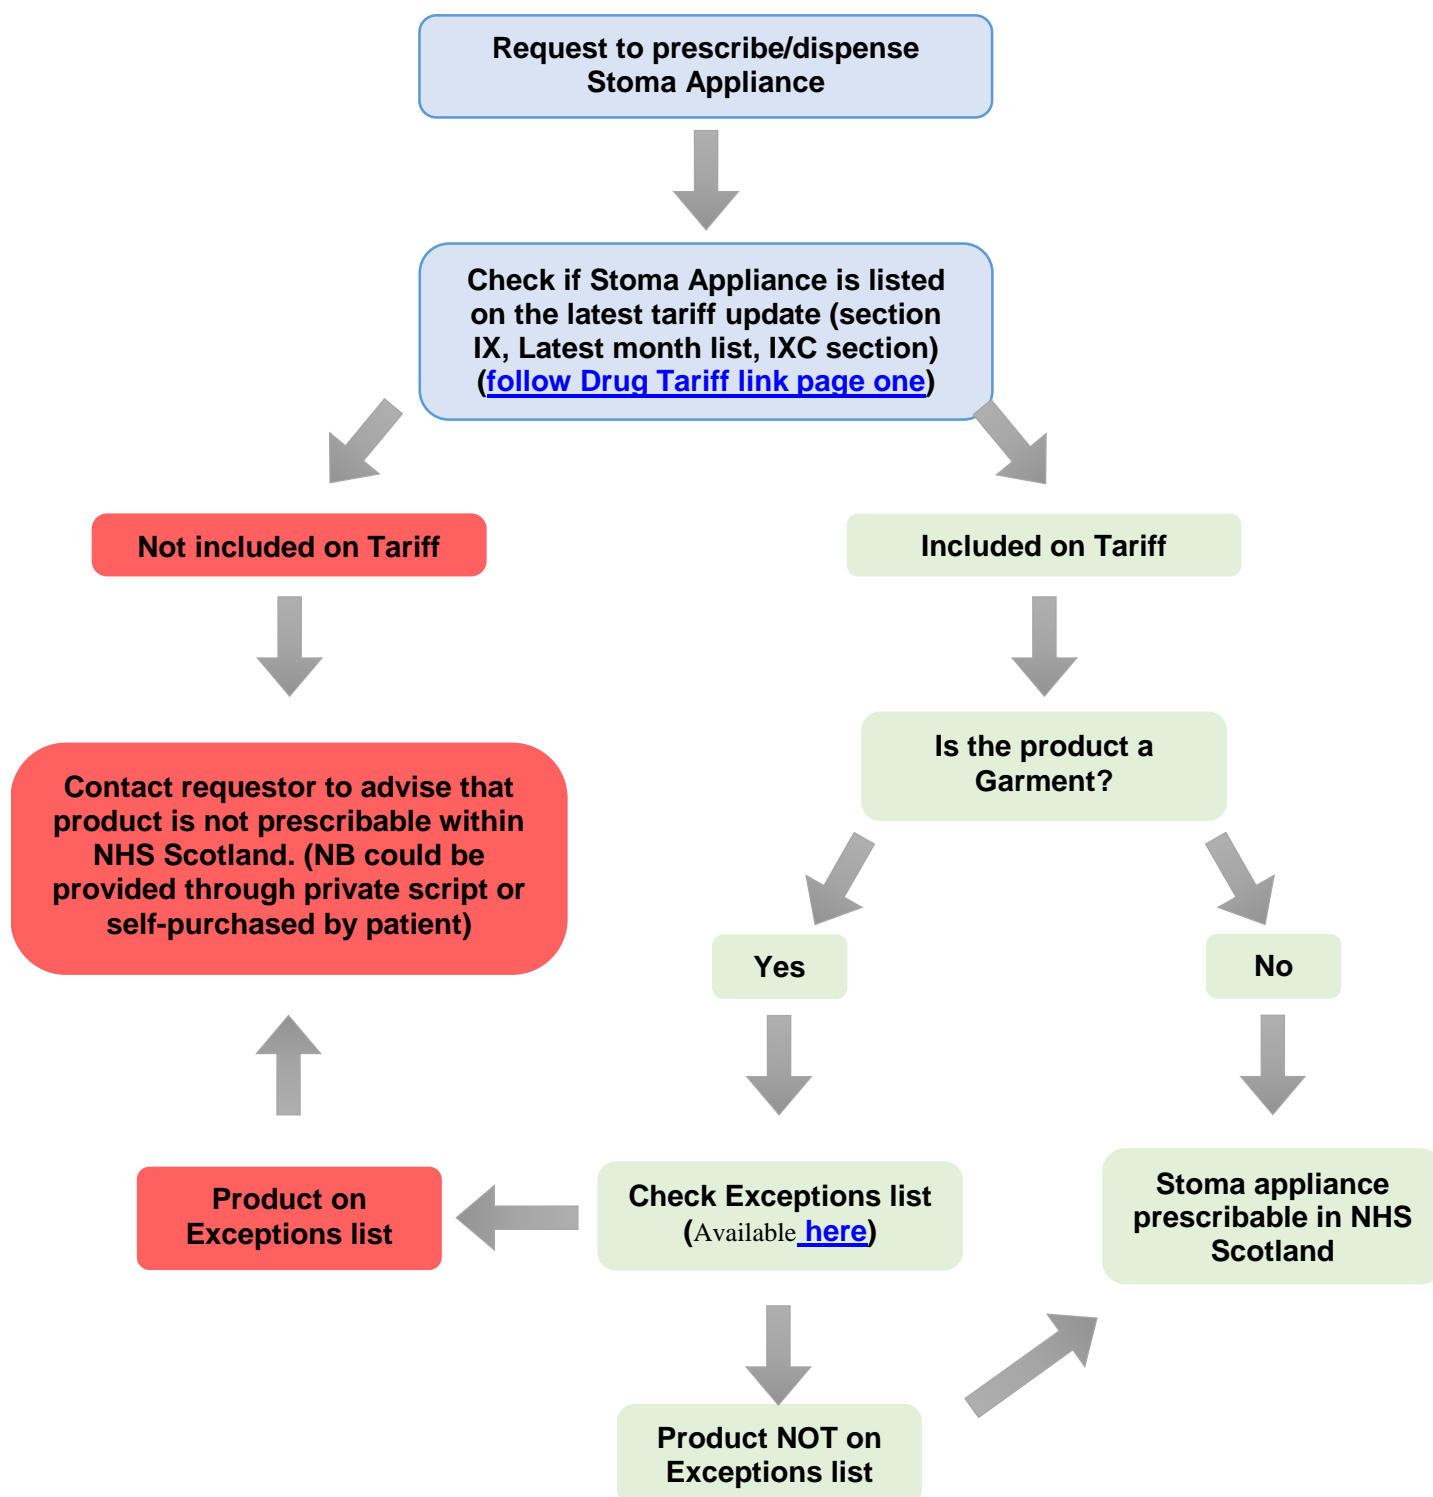 Request to prescribe/dispense
Stoma Appliance
Check if Stoma Appliance is listed
on the latest tariff update (section
IX, Latest month list, IXC section)
(follow Drug Tariff link page one)
Not included on Tariff
Included on Tariff
Is the product a
Garment?
Contact requestor to advise that
product is not prescribable within
NHS Scotland. (NB could be
provided through private script or
self-purchased by patient)
Yes
No
Product on
Exceptions list
Check Exceptions list
(Available here)
Stoma appliance
prescribable in NHS
Scotland
Product NOT on
Exceptions list